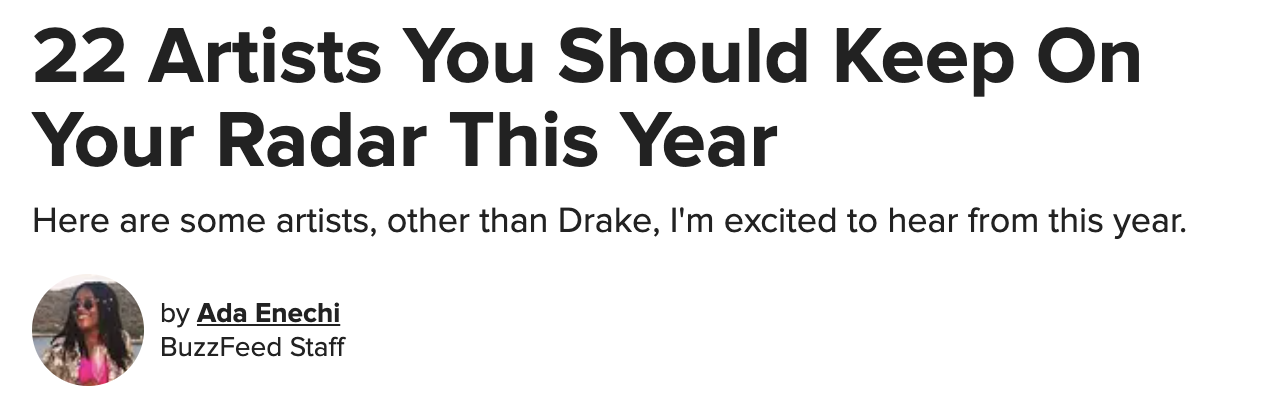 22 Artists You Should Keep On
Your Radar This Year
Here are some artists, other than Drake, I'm excited to hear from this year.
by Ada Enechi
BuzzFeed Staff